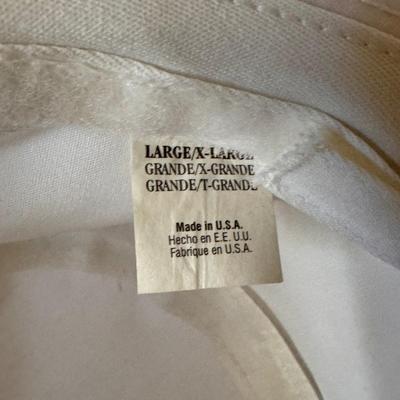 LARGE/X-LARGE
GRANDE/X-GRANDE
GRANDE/T-GRANDE
Made in U.S.A.
Hecho en E.E. U.U.
Fabrique en U.S.A.